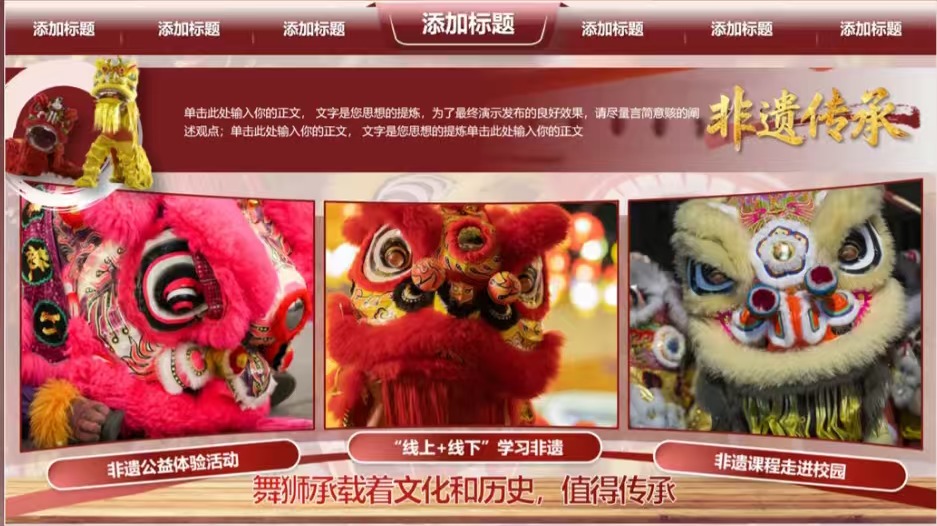 添加标题
添加标题
添加标题
添加标题
添加标题
添加标题
添加标题
单击此处输入你的正文，文字是您思想的提炼，为了最终演示发布的良好效果，请尽量言简意赅的阐
述观点；单击此处输入你的正文，文字是您思想的提炼单击此处输入你的正文
非遗传承
非遗公益体验活动
“线上+线下”学习非遗
非遗课程走进校园
舞狮承载着文化和历史，值得传承